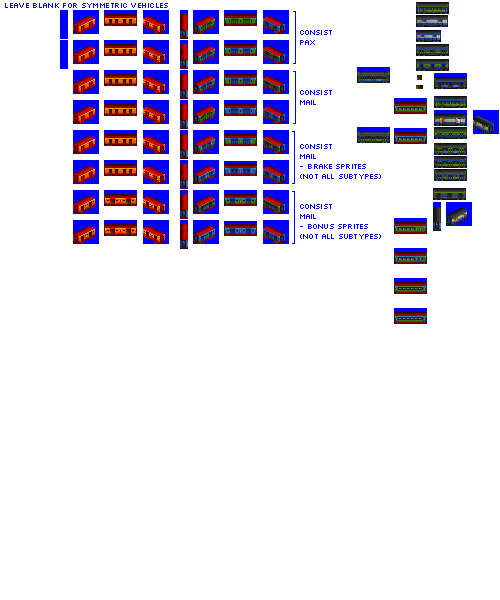 LEAVE BLANK FOR SYMMETRIC VEHICLES
CONSIST
PAX
CONSIST
MAIL
CONSIST
MAIL
- BRAKE SPRITES
(NOT ALL SUBTYPES)
CONSIST
MAIL
- BONUS SPRITES
(NOT ALL SUBTYPES)